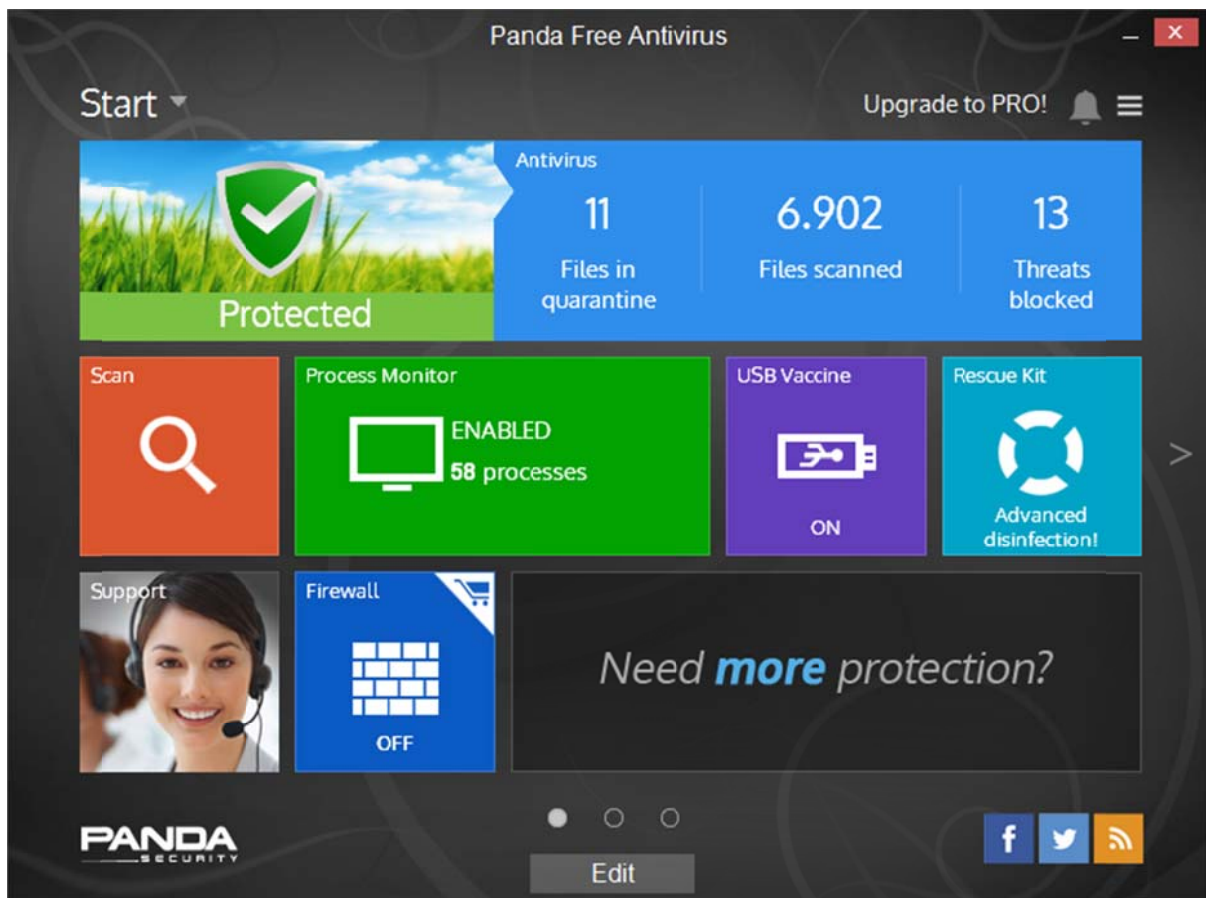 Panda Free Antivirus
Start
Upgrade to PRO!
Protected
Antivirus
11
Files in
quarantine
6.902
Files scanned
13
Threats
blocked
Scan
Process Monitor
ENABLED
58 processes
USB Vaccine
ON
Rescue Kit
Advanced
disinfection!
Support
Firewall
OFF
Need more protection?
PANDA
SECURITY
Edit